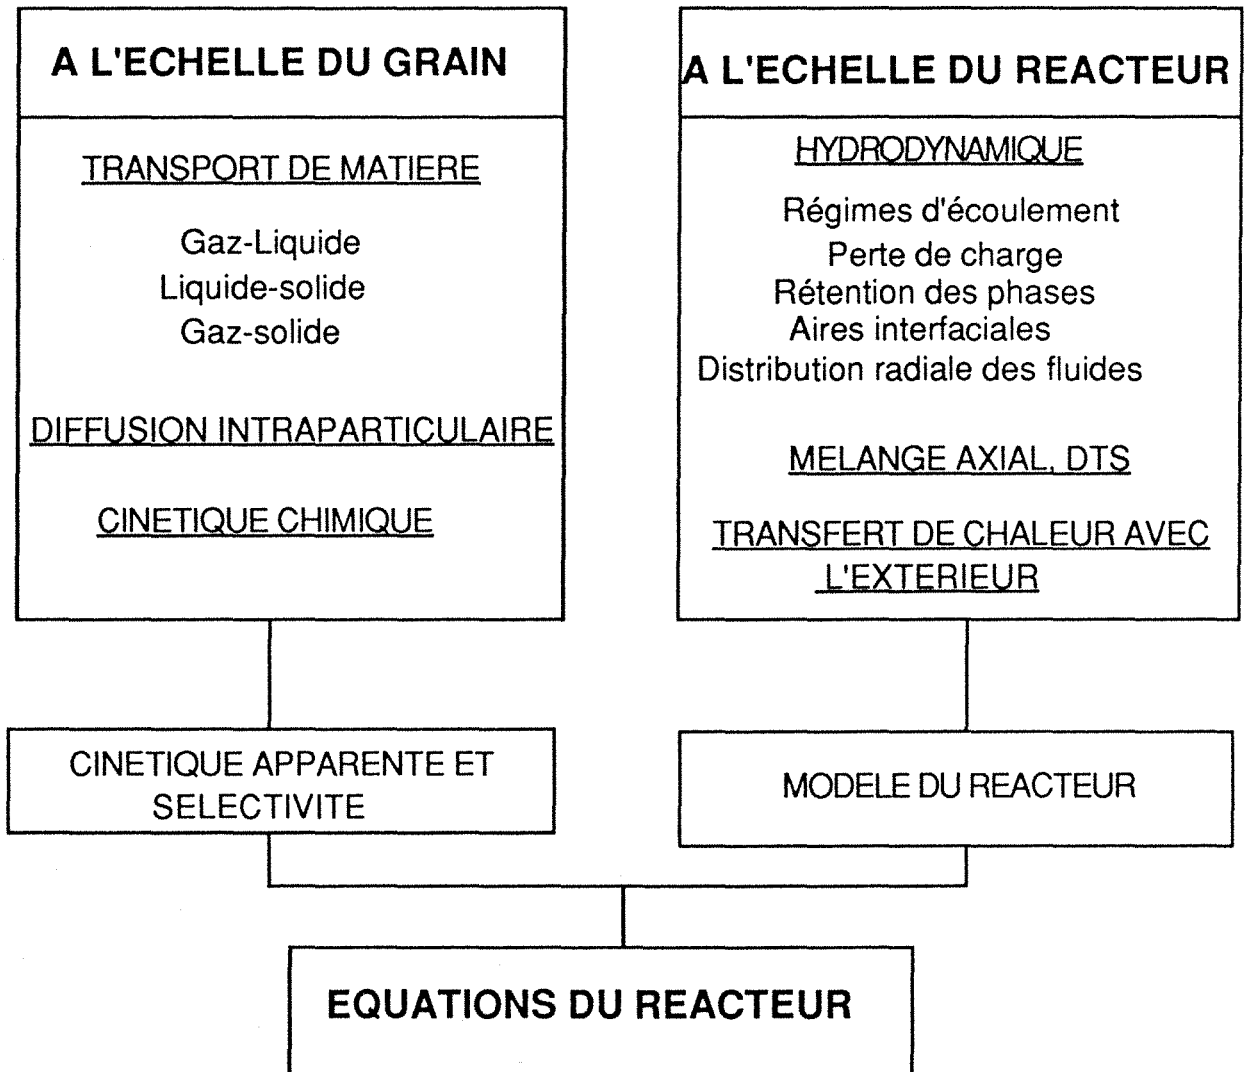 A L'ECHELLE DU GRAIN
TRANSPORT DE MATIERE
Gaz-Liquide
Liquide-solide
Gaz-solide
DIFFUSION INTRAPARTICULAIRE
CINETIQUE CHIMIQUE
A L'ECHELLE DU REACTEUR
HYDRODYNAMIQUE
Régimes d'écoulement
Perte de charge
Rétention des phases
Aires interfaciales
Distribution radiale des fluides
MELANGE AXIAL, DTS
TRANSFERT DE CHALEUR AVEC
L'EXTERIEUR
CINETIQUE APPARENTE ET
SELECTIVITE
MODELE DU REACTEUR
EQUATIONS DU REACTEUR